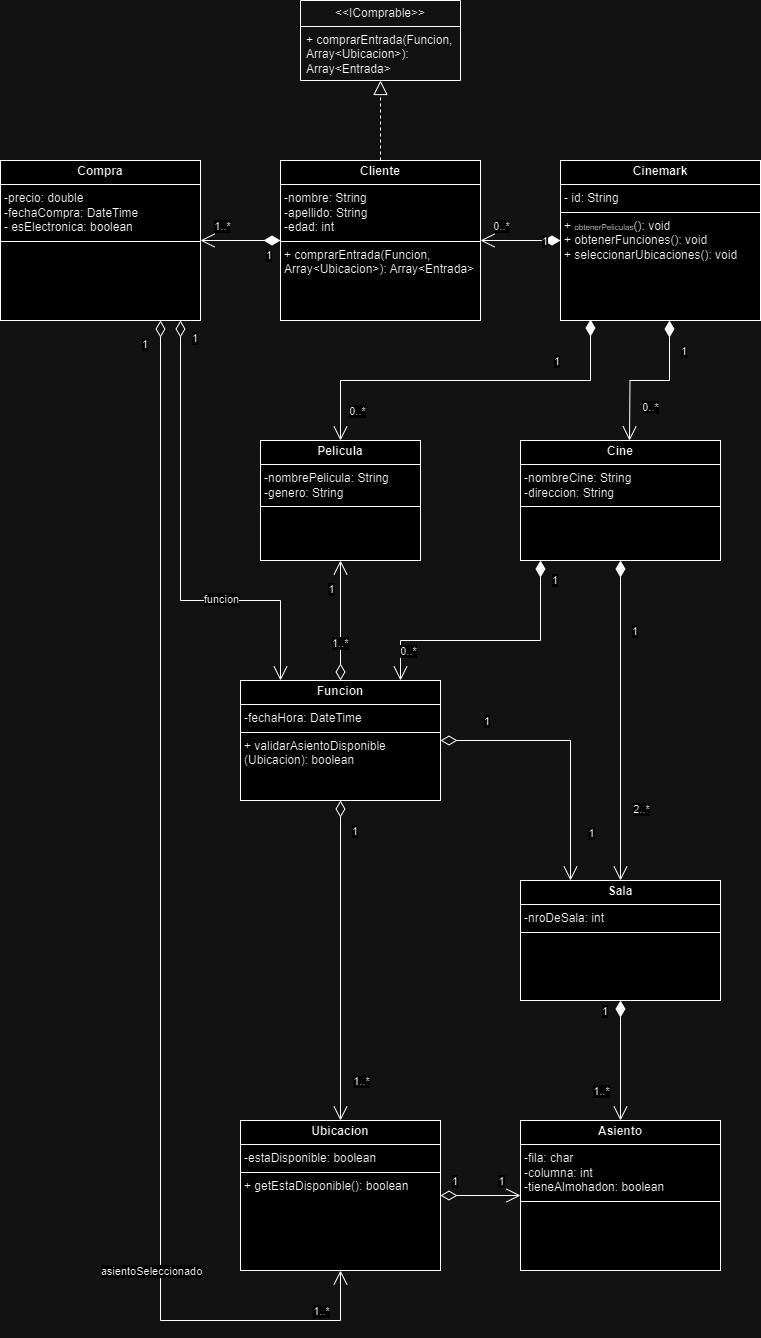 <<IComprable>>
+ comprarEntrada(Funcion,
Array<Ubicacion>):
Array<Entrada>
Compra
-precio: double
-fechaCompra: DateTime
- esElectronica: boolean
1..*
1
Cliente
-nombre: String
-apellido: String
-edad: int
+ comprarEntrada(Funcion,
Array<Ubicacion>): Array<Entrada>
0..*
1
Cinemark
- id: String
+ obtenerPeliculas(): void
+ obtenerFunciones(): void
+ seleccionarUbicaciones(): void
1
1
1
1
0..*
0..*
Pelicula
-nombrePelicula: String
-genero: String
Cine
-nombreCine: String
-direccion: String
1
1
funcion
1
1..*
0..*
Funcion
-fechaHora: DateTime
+ validarAsientoDisponible
(Ubicacion): boolean
1
1
1
2..*
Sala
-nroDeSala: int
1
1..*
1..*
Ubicacion
-estaDisponible: boolean
+ getEstaDisponible(): boolean
1
1
Asiento
-fila: char
-columna: int
-tieneAlmohadon: boolean
asientoSeleccionado
1..*